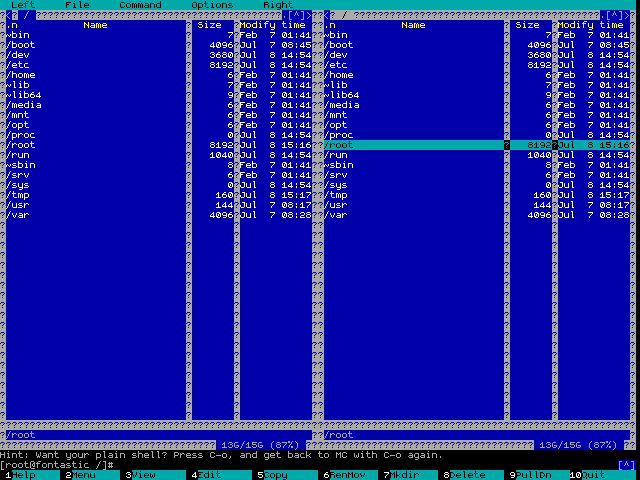 Left File Command Options Right
<? / .[^]> <? / .[^]>
.n Name Size Modify time .n Name Size Modify time
~bin 7 Feb 7 01:41 ~bin 7 Feb 7 01:41
/boot 4096 Jul 7 08:45 /boot 4096 Jul 7 08:45
/dev 3680 Jul 8 14:54 /dev 3680 Jul 8 14:54
/etc 8192 Jul 8 14:54 /etc 8192 Jul 8 14:54
/home 6 Feb 7 01:41 /home 6 Feb 7 01:41
~lib 7 Feb 7 01:41 ~lib 7 Feb 7 01:41
~lib64 9 Feb 7 01:41 ~lib64 9 Feb 7 01:41
/media 6 Feb 7 01:41 /media 6 Feb 7 01:41
/mnt 6 Feb 7 01:41 /mnt 6 Feb 7 01:41
/opt 6 Feb 7 01:41 /opt 6 Feb 7 01:41
/proc 0 Jul 8 14:54 /proc 0 Jul 8 14:54
/root 8192 Jul 8 15:16 /root 8192 Jul 8 15:16
/run 1040 Jul 8 14:54 /run 1040 Jul 8 14:54
~sbin 8 Feb 7 01:41 ~sbin 8 Feb 7 01:41
/srv 6 Feb 7 01:41 /srv 6 Feb 7 01:41
/sys 0 Jul 8 14:54 /sys 0 Jul 8 14:54
/tmp 160 Jul 8 15:17 /tmp 160 Jul 8 15:17
/usr 144 Jul 7 08:17 /usr 144 Jul 7 08:17
/var 4096 Jul 7 08:28 /var 4096 Jul 7 08:28
/root /root
13G/15G (87%) 13G/15G (87%)
Hint: Want your plain shell? Press C-o, and get back to MC with C-o again.
[root@fontastic /]# [^]
1Help 2Menu 3View 4Edit 5Copy 6RenMov 7Mkdir 8Delete 9PullDn 10Quit